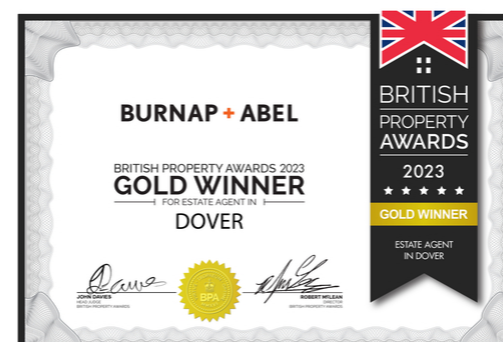 BURNAP + ABEL
BRITISH PROPERTY AWARDS 2023
GOLD WINNER
FOR ESTATE AGENT IN
DOVER
JOHN DAVIES
HEAD JUDGE
BRITISH PROPERTY AWARDS
BPA
ROBERT McLEAN
DIRECTOR
BRITISH PROPERTY AWARDS
BRITISH
PROPERTY
AWARDS
2023
GOLD WINNER
ESTATE AGENT
IN DOVER